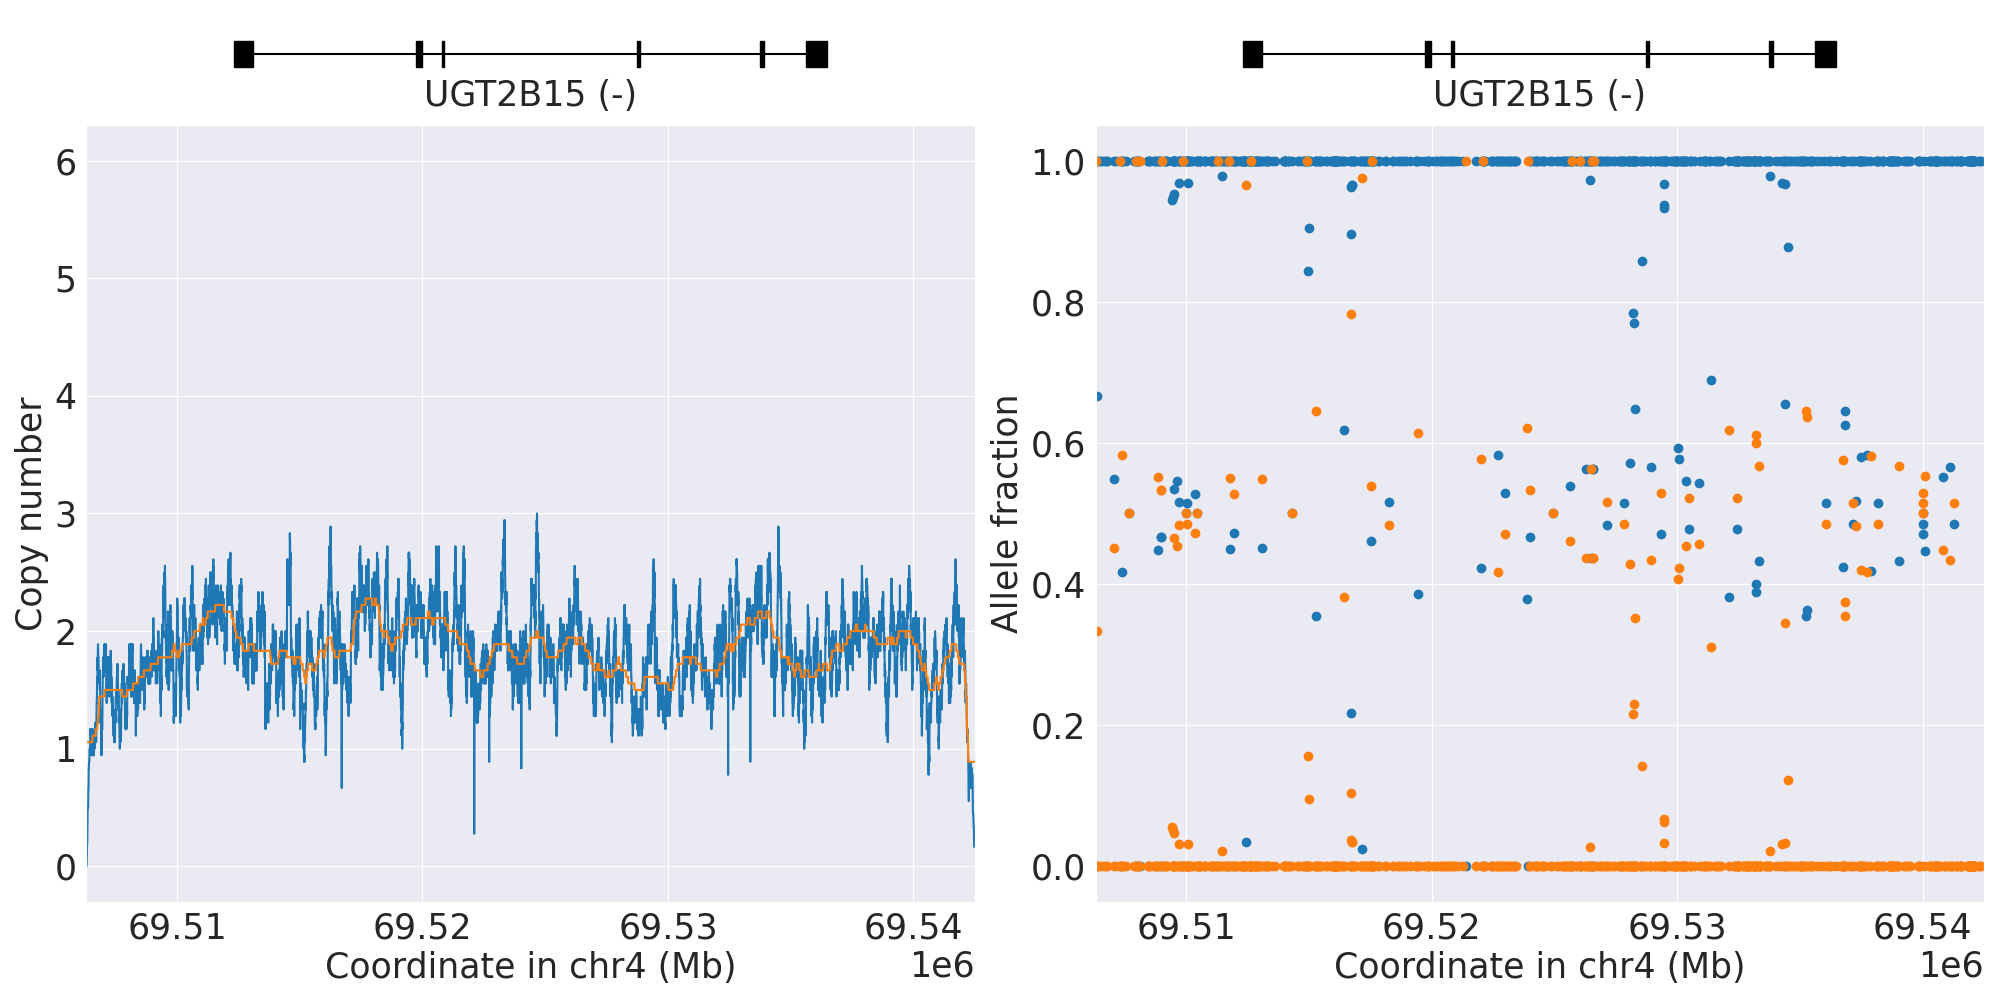 UGT2B15 (-)
UGT2B15 (-)
Copy number
6
5
4
3
2
1
0
69.51 69.52 69.53 69.54
Coordinate in chr4 (Mb) 1e6
Allele fraction
1.0
0.8
0.6
0.4
0.2
0.0
69.51 69.52 69.53 69.54
Coordinate in chr4 (Mb) 1e6